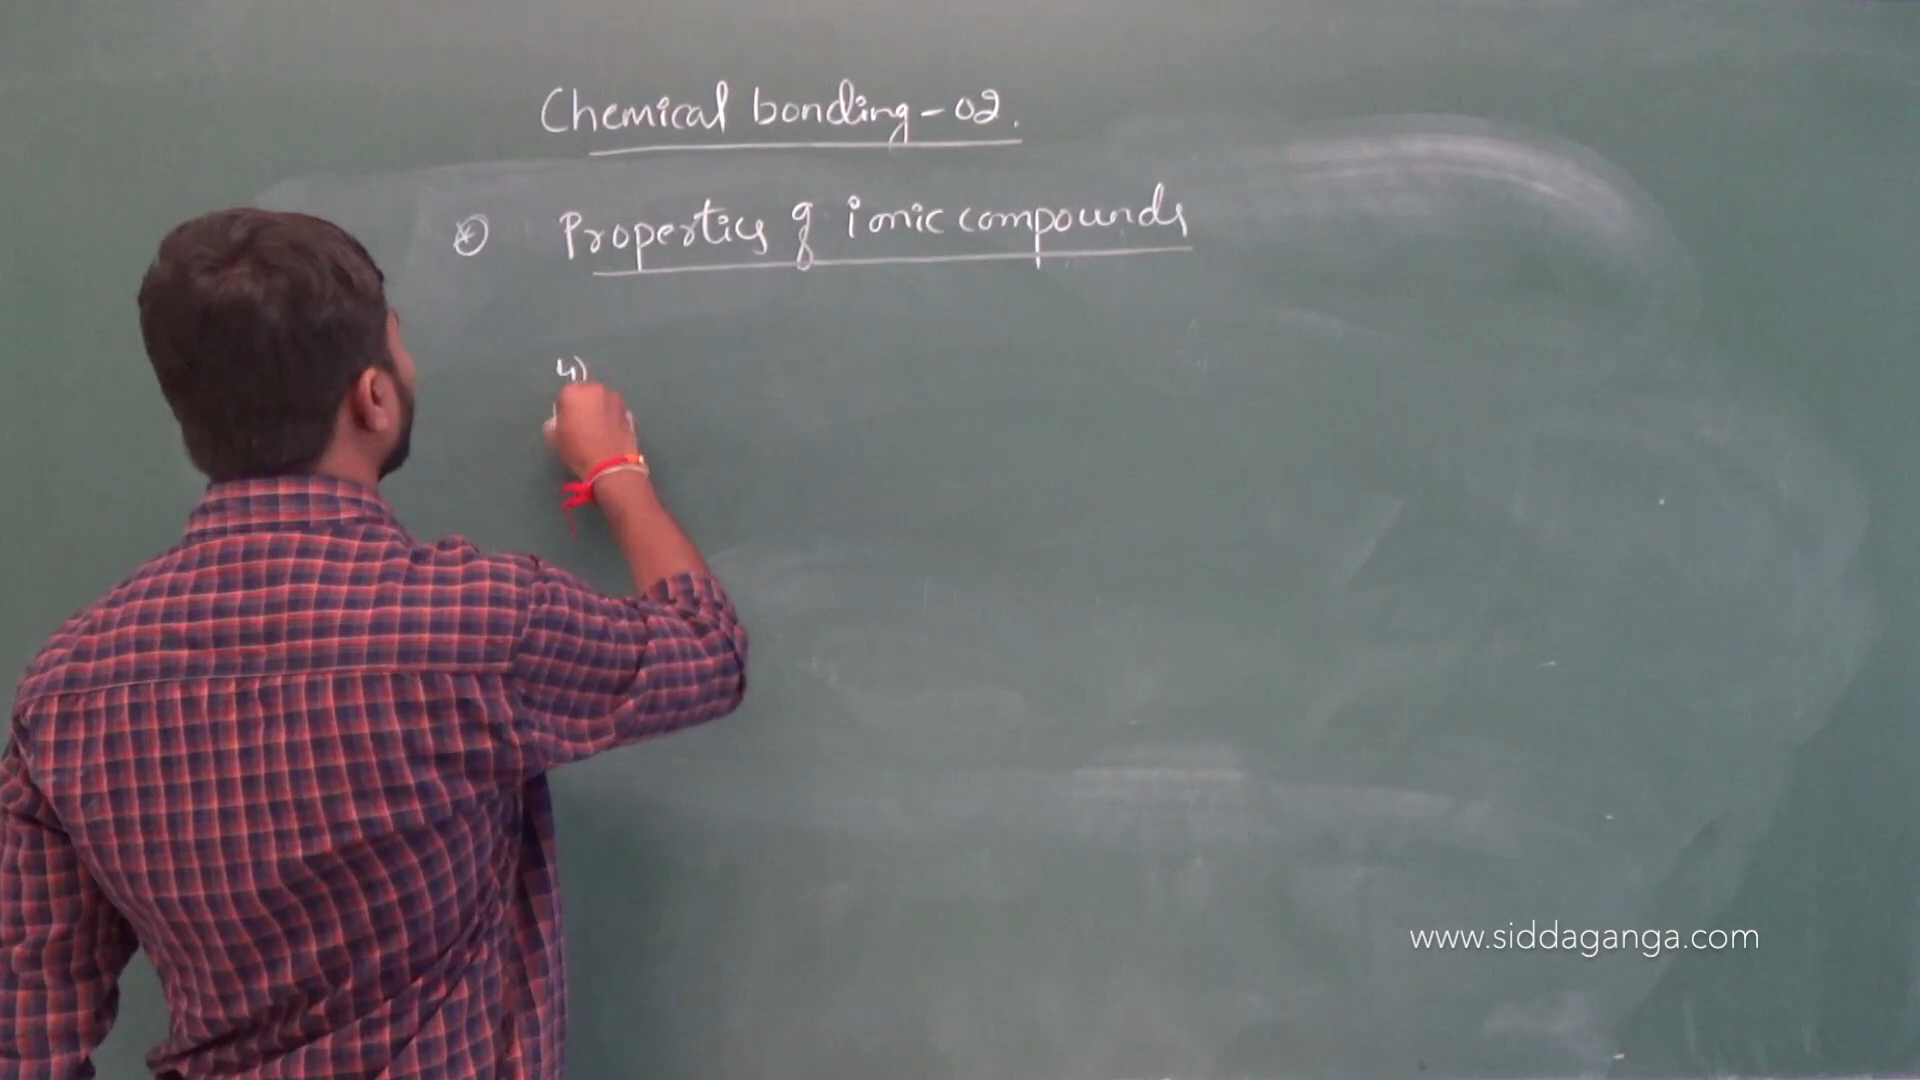 Chemical bonding - 02.
Properties of ionic compounds
4)
www.siddaganga.com